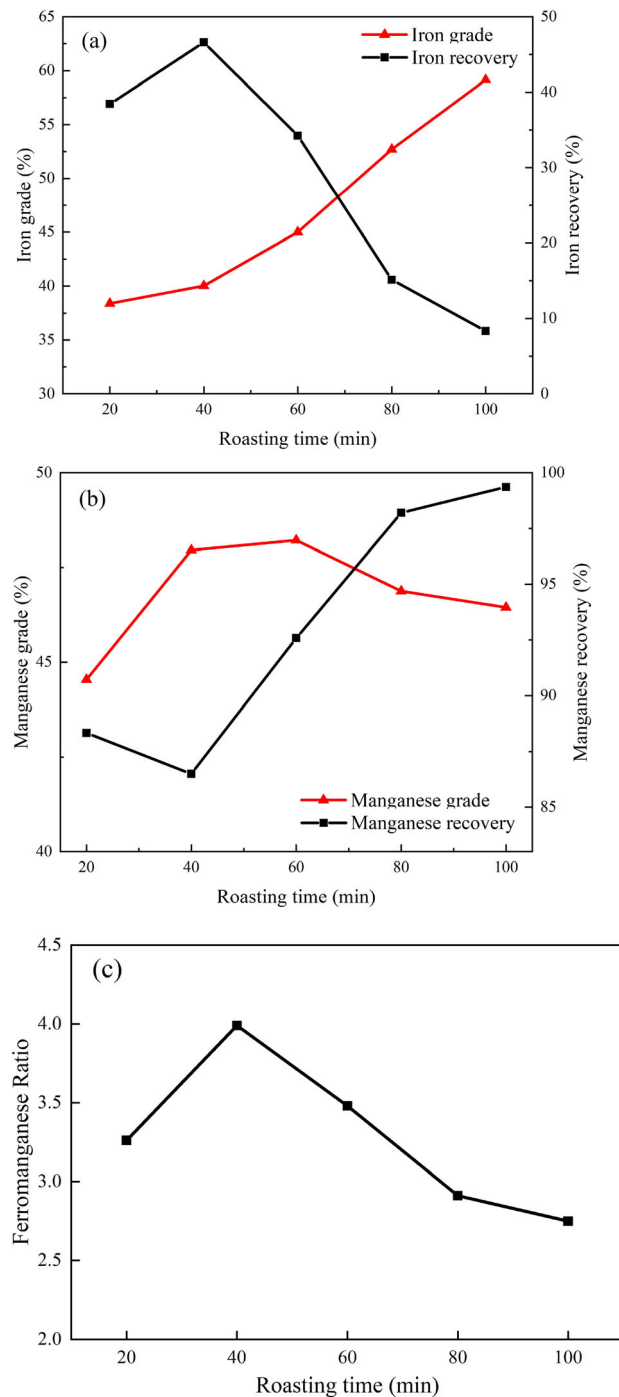 (a)
Iron grade
Iron recovery
65
60
55
50
45
40
35
30
50
40
30
20
10
0
Iron grade (%)
Iron recovery (%)
20 40 60 80 100
Roasting time (min)
(b)
50
45
40
100
95
90
85
Manganese grade (%)
Manganese recovery (%)
Manganese grade
Manganese recovery
20 40 60 80 100
Roasting time (min)
(c)
4.5
4.0
3.5
3.0
2.5
2.0
Ferromanganese Ratio
20 40 60 80 100
Roasting time (min)